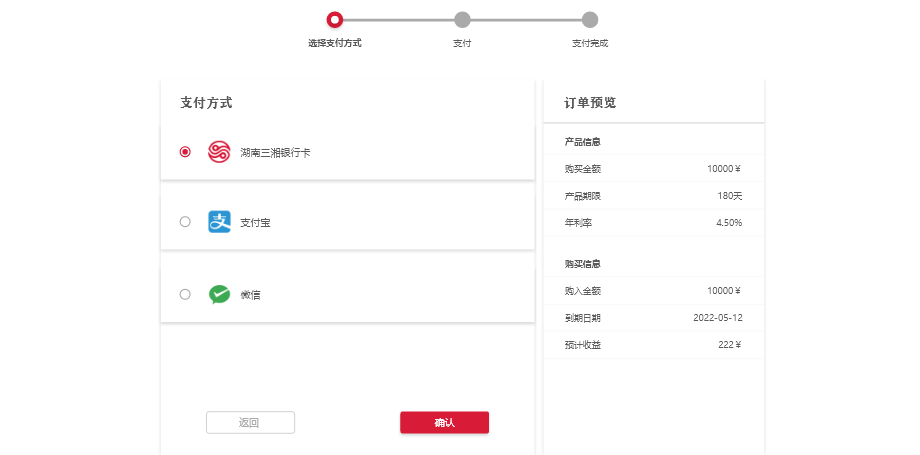 选择支付方式
支付
支付完成
支付方式
湖南三湘银行卡
支付宝
微信
返回
确认
订单预览
产品信息
购买金额 10000￥
产品期限 180天
年利率 4.50%
购买信息
购入金额 10000￥
到期日期 2022-05-12
预计收益 222￥